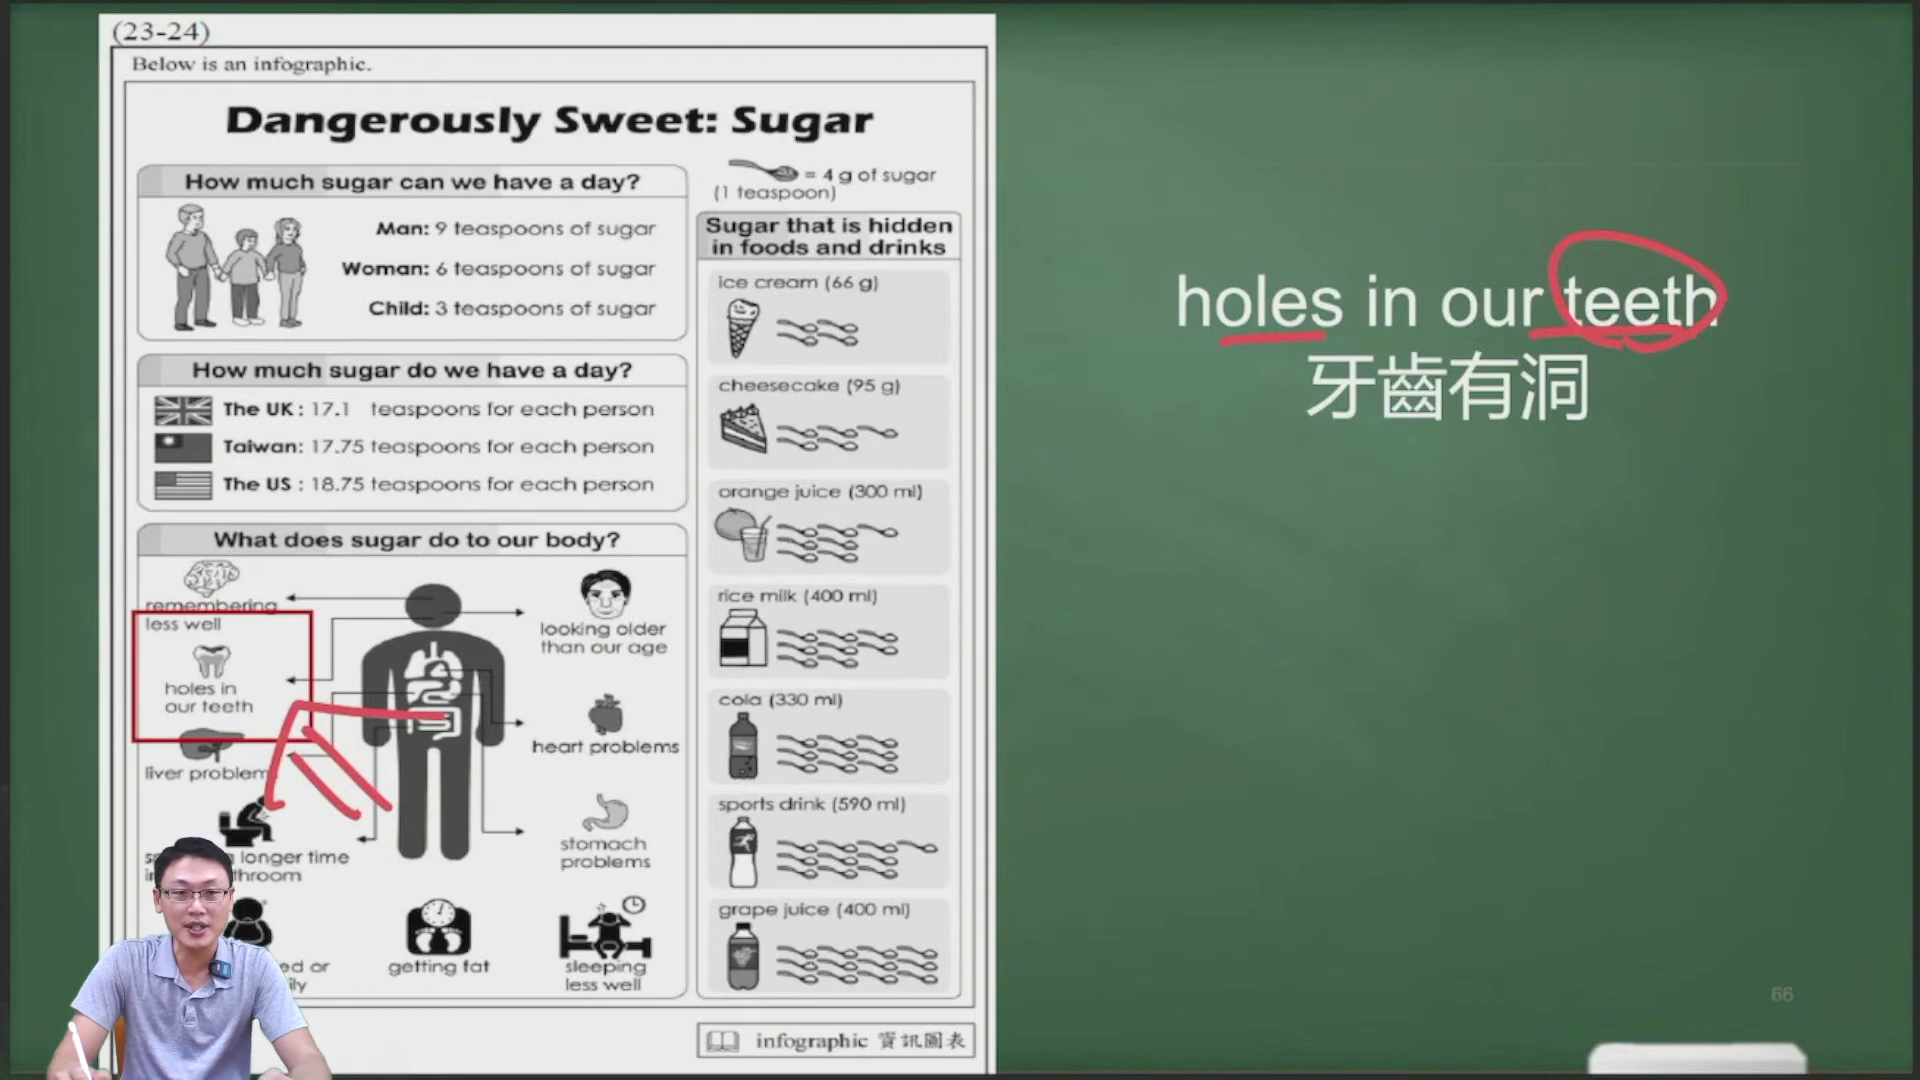 (23-24)
Below is an infographic.
Dangerously Sweet: Sugar
How much sugar can we have a day?
Man: 9 teaspoons of sugar
Woman: 6 teaspoons of sugar
Child: 3 teaspoons of sugar
How much sugar do we have a day?
The UK : 17.1 teaspoons for each person
Taiwan: 17.75 teaspoons for each person
The US : 18.75 teaspoons for each person
What does sugar do to our body?
remembering
less well
holes in
our teeth
liver problem
longer time
throom
ed or
ily
getting fat
sleeping
less well
looking older
than our age
heart problems
stomach
problems
= 4 g of sugar
(1 teaspoon)
Sugar that is hidden
in foods and drinks
ice cream (66 g)
cheesecake (95 g)
orange juice (300 ml)
rice milk (400 ml)
cola (330 ml)
sports drink (590 ml)
grape juice (400 ml)
infographic 資訊圖表
holes in our teeth
牙齒有洞
66